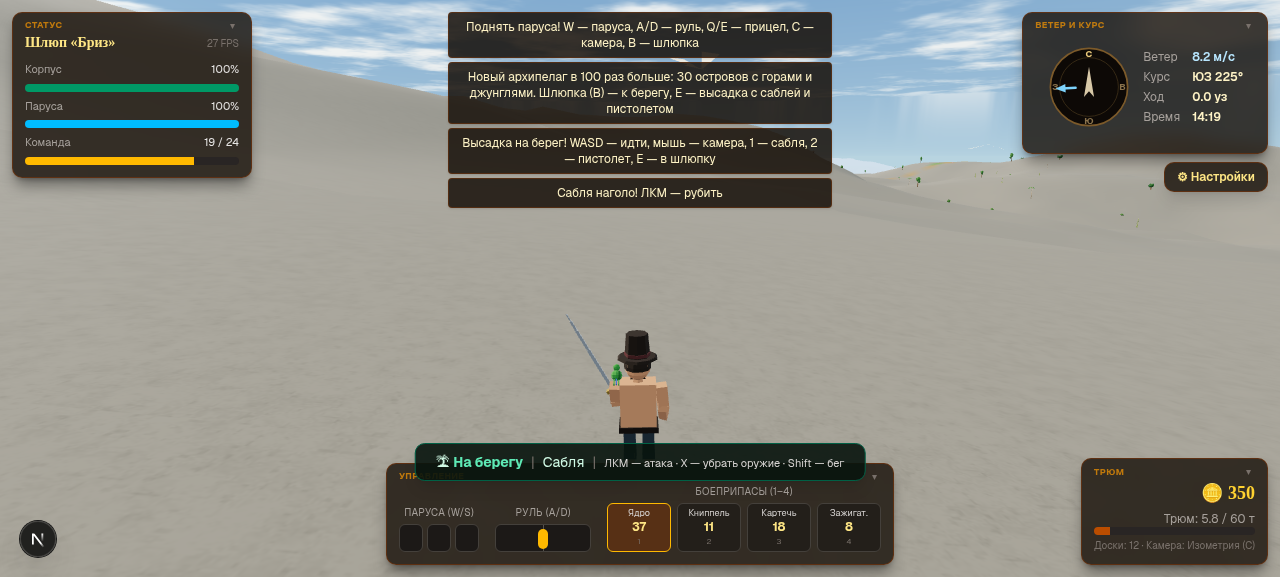 СТАТУС
Шлюп «Бриз»
27 FPS
Корпус
100%
Паруса
100%
Команда
19 / 24
Поднять паруса! W — паруса, A/D — руль, Q/E — прицел, C —
камера, B — шлюпка
Новый архипелаг в 100 раз больше: 30 островов с горами и
джунглями. Шлюпка (B) — к берегу, E — высадка с саблей и
пистолетом
Высадка на берег! WASD — идти, мышь — камера, 1 — сабля, 2
— пистолет, E — в шлюпку
Сабля наголо! ЛКМ — рубить
ВЕТЕР И КУРС
С
З
В
Ю
Ветер 8.2 м/с
Курс ЮЗ 225°
Ход 0.0 уз
Время 14:19
⚙ Настройки
На берегу | Сабля | ЛКМ — атака · X — убрать оружие · Shift — бег
БОЕПРИПАСЫ (1–4)
ПАРУСА (W/S)
РУЛЬ (A/D)
Ядро
37
1
Книппель
11
2
Картечь
18
3
Зажигат.
8
4
ТРЮМ
350
Трюм: 5.8 / 60 т
Доски: 12 · Камера: Изометрия (C)
N